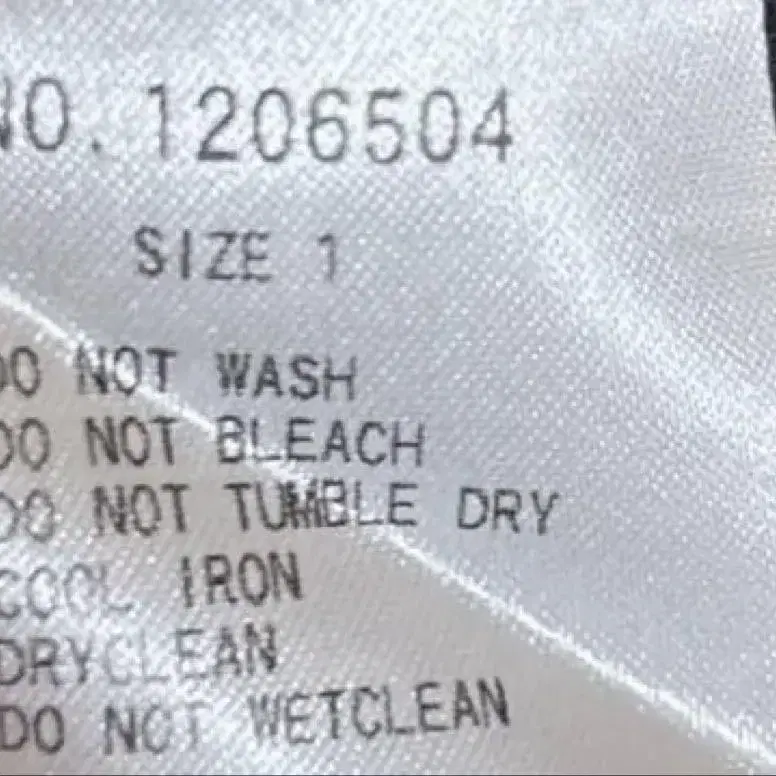 NO. 1206504
SIZE 1
DO NOT WASH
DO NOT BLEACH
DO NOT TUMBLE DRY
COOL IRON
DRYCLEAN
DO NOT WETCLEAN